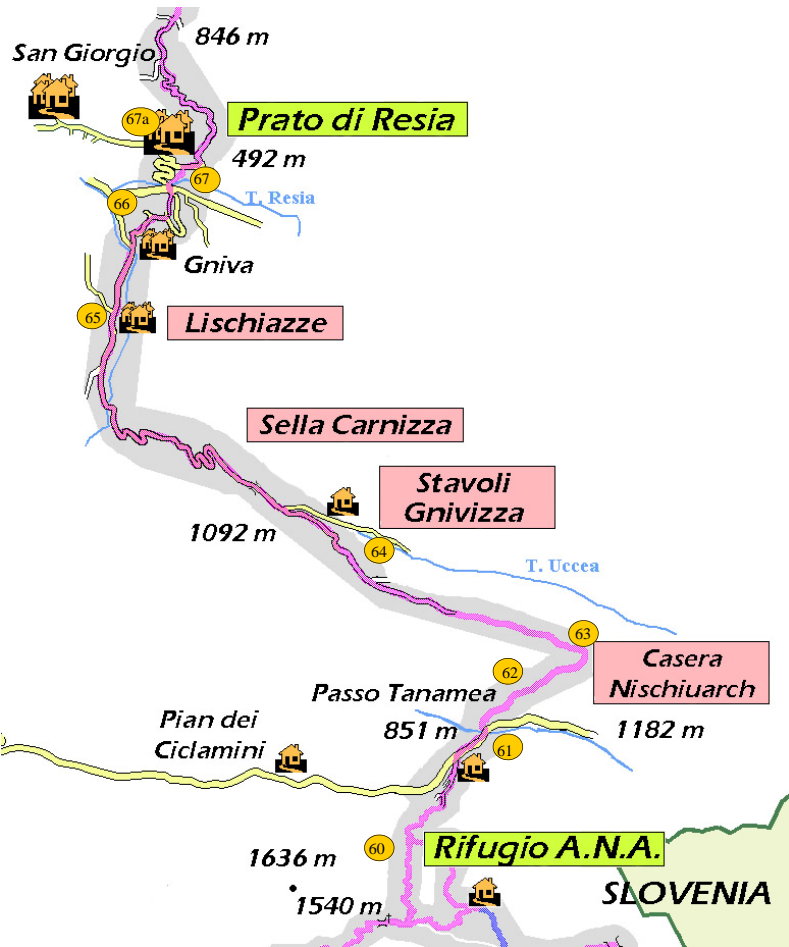 846 m
San Giorgio
67a
Prato di Resia
492 m
67
T. Resia
66
Gniva
65
Lischiazze
Sella Carnizza
Stavoli
Gnivizza
1092 m
64
T. Uccea
63
Casera
Nischiuarch
62
Passo Tanamea
851 m
1182 m
Pian dei
Ciclamini
61
60
Rifugio A.N.A.
1636 m
SLOVENIA
1540 m